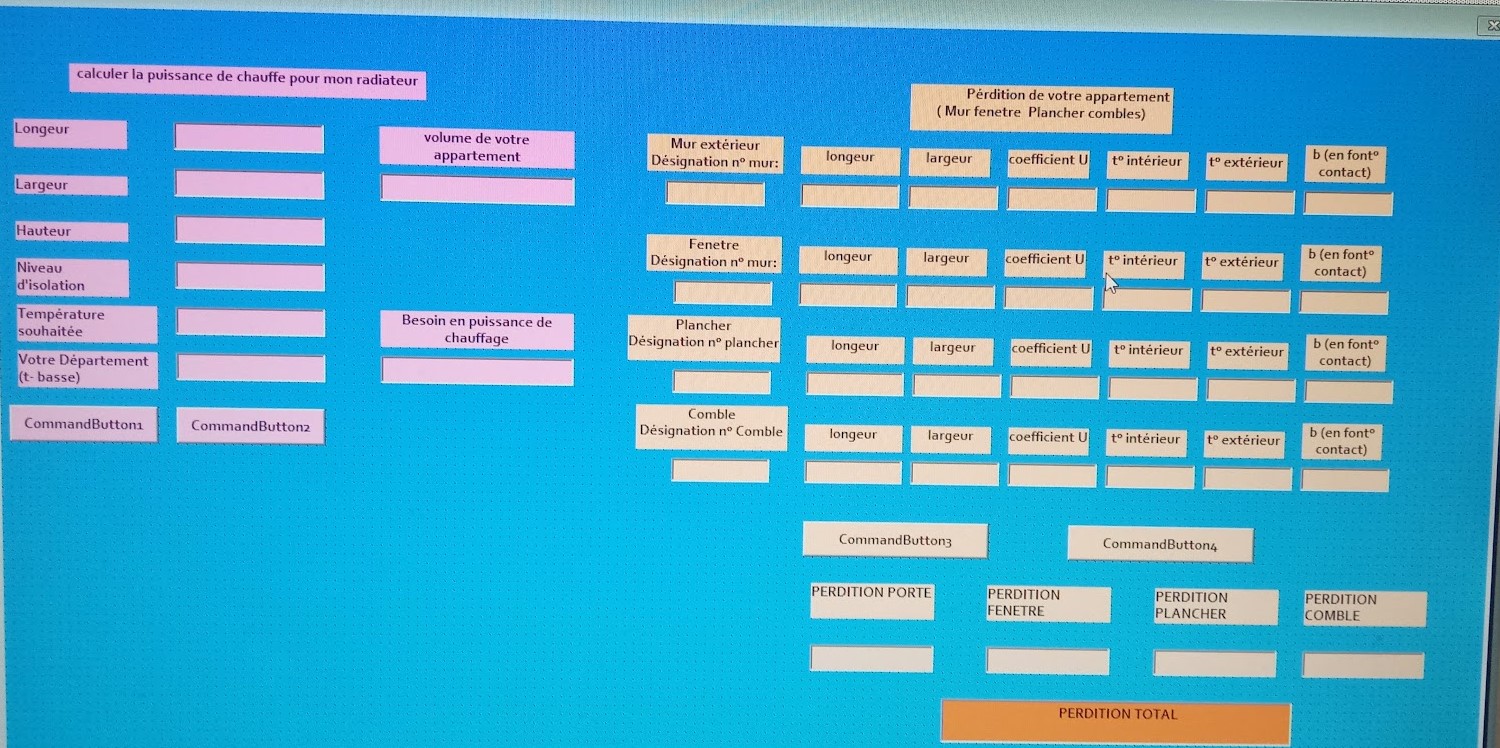 calculer la puissance de chauffe pour mon radiateur
Longeur
Largeur
Hauteur
Niveau
d'isolation
Température
souhaitée
Votre Département
(t- basse)
CommandButton1
CommandButton2
volume de votre
appartement
Besoin en puissance de
chauffage
Pérdition de votre appartement
( Mur fenetre Plancher combles)
Mur extérieur
Désignation n° mur:
longeur
largeur
coefficient U
t° intérieur
t° extérieur
b (en font°
contact)
Fenetre
Désignation n° mur:
longeur
largeur
coefficient U
t° intérieur
t° extérieur
b (en font°
contact)
Plancher
Désignation n° plancher
longeur
largeur
coefficient U
t° intérieur
t° extérieur
b (en font°
contact)
Comble
Désignation n° Comble
longeur
largeur
coefficient U
t° intérieur
t° extérieur
b (en font°
contact)
CommandButton3
CommandButton4
PERDITION PORTE
PERDITION
FENETRE
PERDITION
PLANCHER
PERDITION
COMBLE
PERDITION TOTAL